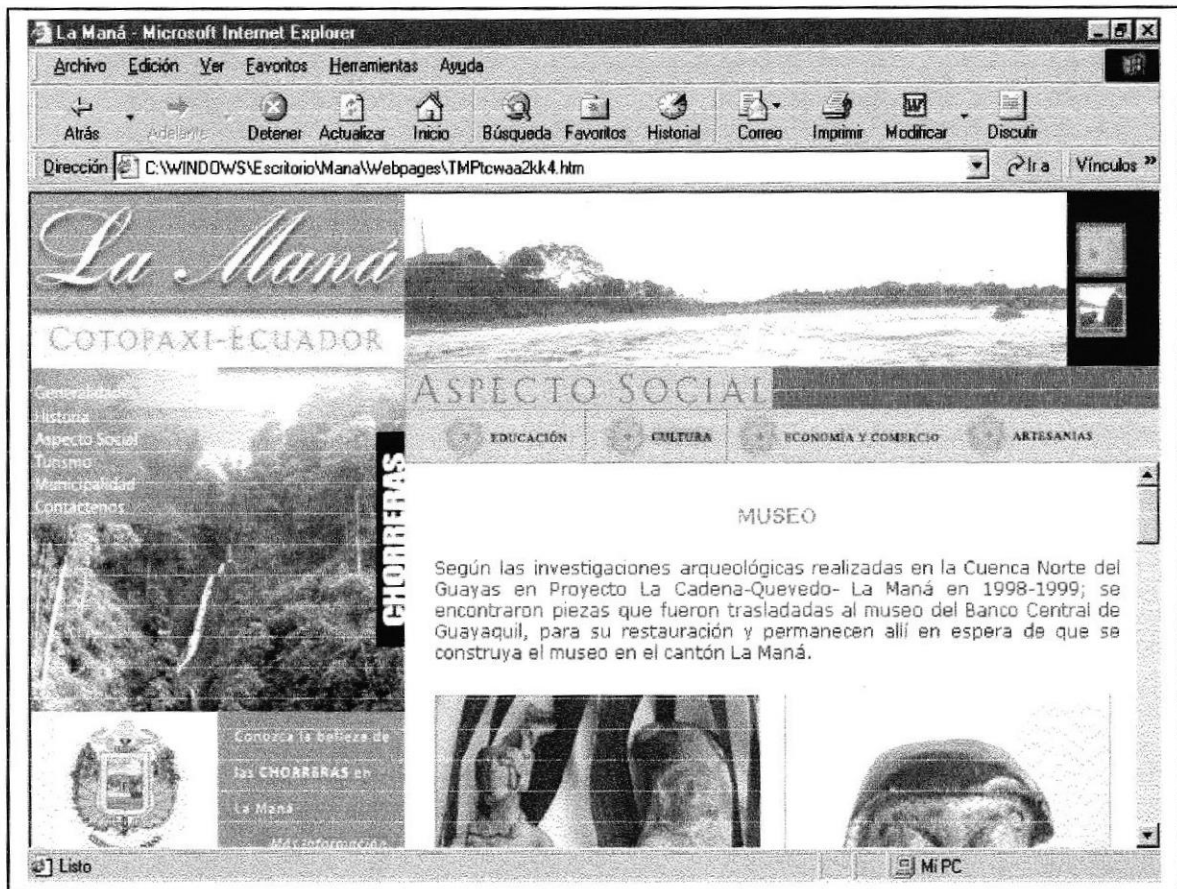 La Maná - Microsoft Internet Explorer
Archivo Edición Ver Favoritos Herramientas Ayuda
Atrás Adelante Detener Actualizar Inicio Búsqueda Favoritos Historial Correo Imprimir Modificar Discutir
Dirección C:\WINDOWS\Escritorio\Mana\Webpages\TMPtcwaa2kk4.htm Ir a Vínculos »
La Maná
COTOPAXI-ECUADOR
Generalidades
Historia
Aspecto Social
Turismo
Municipalidad
Contáctenos
CHORRERAS
Conozca la belleza de
las CHORRERAS en
La Maná
Más información
ASPECTO SOCIAL
EDUCACIÓN CULTURA ECONOMÍA Y COMERCIO ARTESANIAS
MUSEO
Según las investigaciones arqueológicas realizadas en la Cuenca Norte del
Guayas en Proyecto La Cadena-Quevedo- La Maná en 1998-1999; se
encontraron piezas que fueron trasladadas al museo del Banco Central de
Guayaquil, para su restauración y permanecen allí en espera de que se
construya el museo en el cantón La Maná.
Listo Mi PC